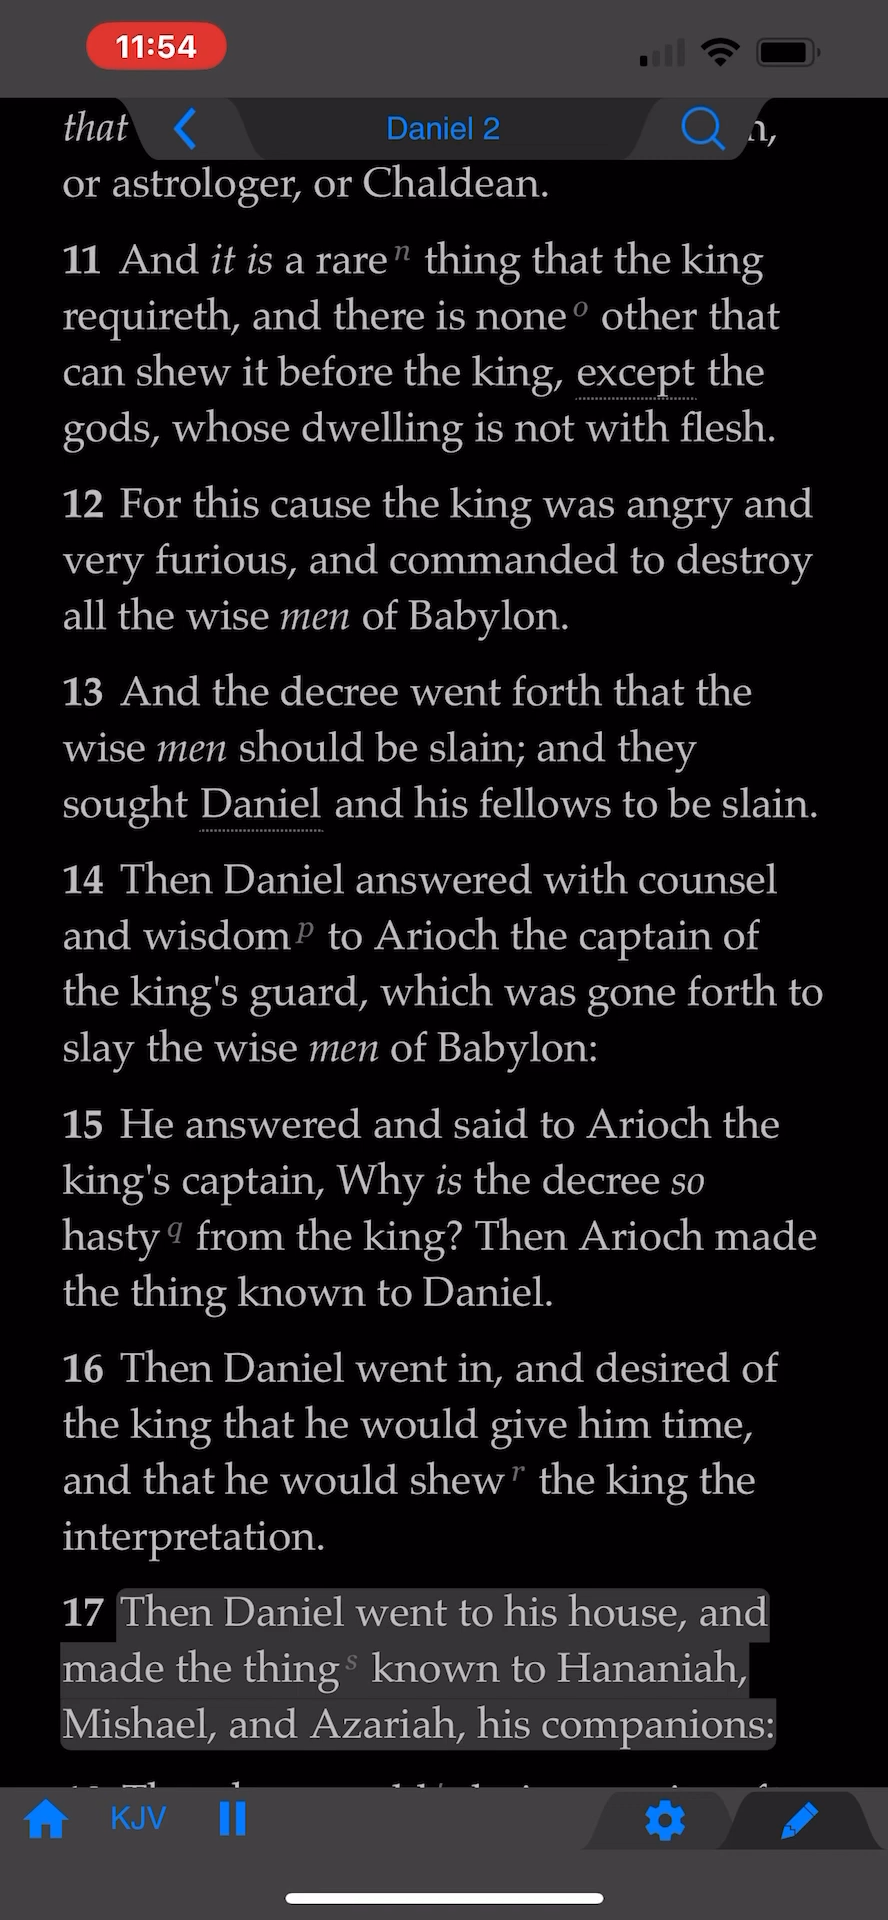 11:54
that
Daniel 2
n,
or astrologer, or Chaldean.
11 And it is a rare n thing that the king
requireth, and there is none o other that
can shew it before the king, except the
gods, whose dwelling is not with flesh.
12 For this cause the king was angry and
very furious, and commanded to destroy
all the wise men of Babylon.
13 And the decree went forth that the
wise men should be slain; and they
sought Daniel and his fellows to be slain.
14 Then Daniel answered with counsel
and wisdom p to Arioch the captain of
the king's guard, which was gone forth to
slay the wise men of Babylon:
15 He answered and said to Arioch the
king's captain, Why is the decree so
hasty q from the king? Then Arioch made
the thing known to Daniel.
16 Then Daniel went in, and desired of
the king that he would give him time,
and that he would shew r the king the
interpretation.
17 Then Daniel went to his house, and
made the thing s known to Hananiah,
Mishael, and Azariah, his companions:
KJV